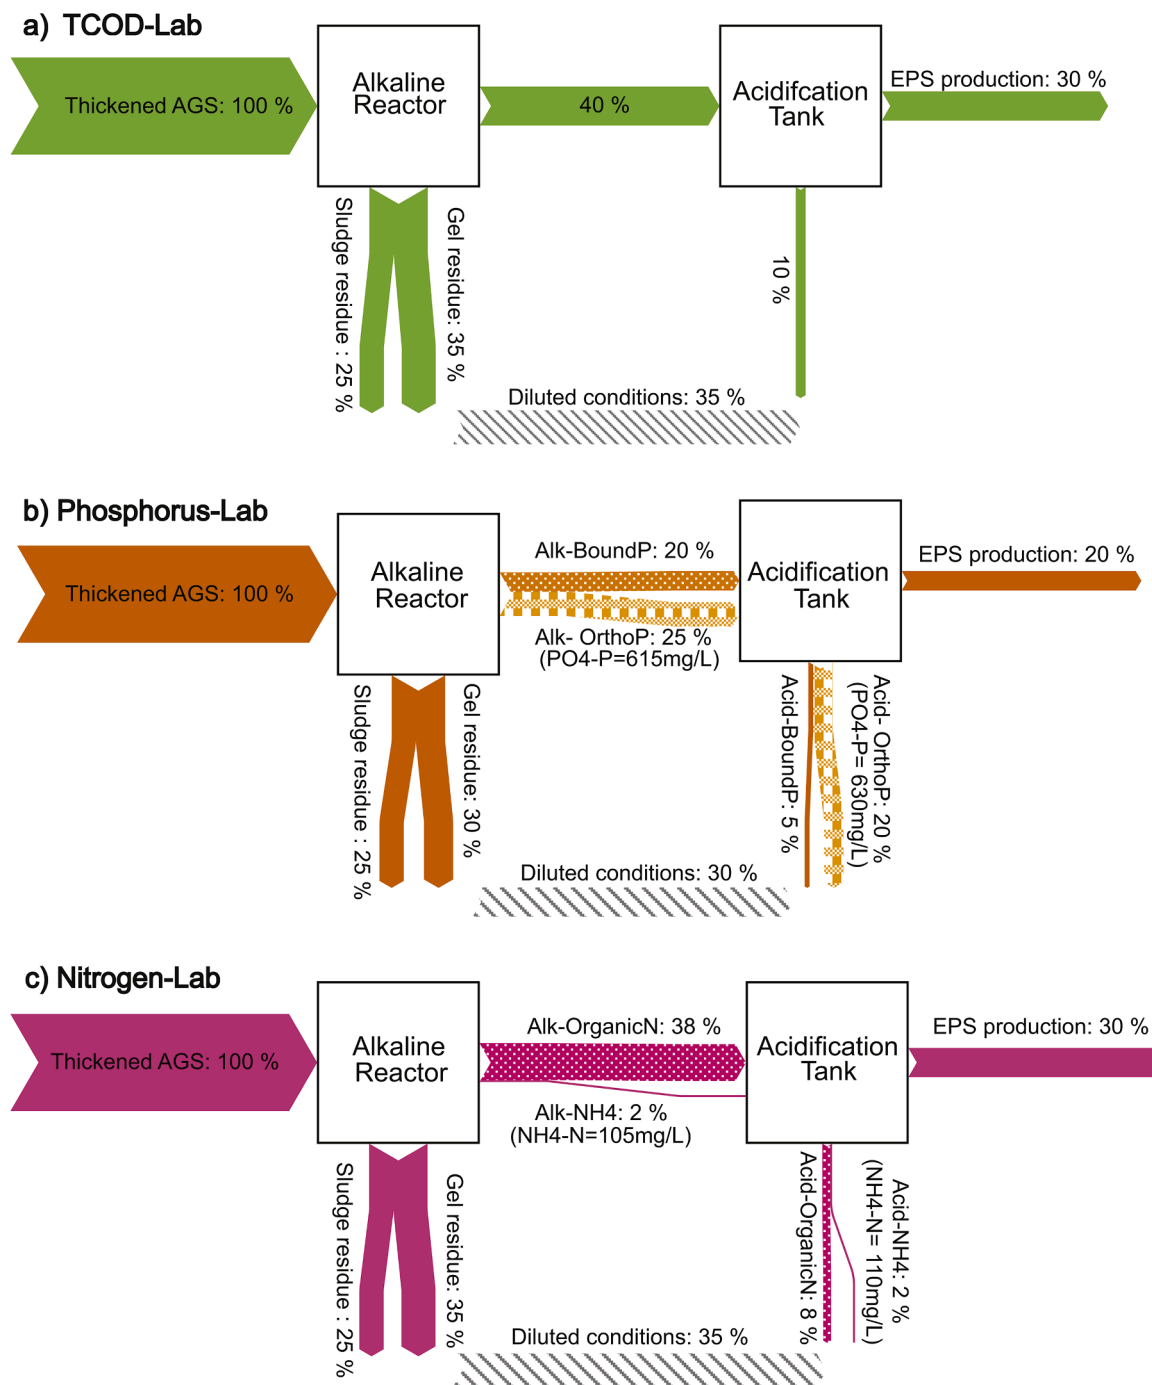 a) TCOD-Lab
Thickened AGS: 100 %
Alkaline
Reactor
40 %
Acidifcation
Tank
EPS production: 30 %
Sludge residue : 25 %
Gel residue: 35 %
10 %
Diluted conditions: 35 %
b) Phosphorus-Lab
Thickened AGS: 100 %
Alkaline
Reactor
Alk-BoundP: 20 %
Alk- OrthoP: 25 %
(PO4-P=615mg/L)
Acidification
Tank
EPS production: 20 %
Sludge residue : 25 %
Gel residue: 30 %
Acid-BoundP: 5 %
Acid- OrthoP: 20 %
(PO4-P= 630mg/L)
Diluted conditions: 30 %
c) Nitrogen-Lab
Thickened AGS: 100 %
Alkaline
Reactor
Alk-OrganicN: 38 %
Alk-NH4: 2 %
(NH4-N=105mg/L)
Acidification
Tank
EPS production: 30 %
Sludge residue : 25 %
Gel residue: 35 %
Acid-OrganicN: 8 %
Acid-NH4: 2 %
(NH4-N= 110mg/L)
Diluted conditions: 35 %